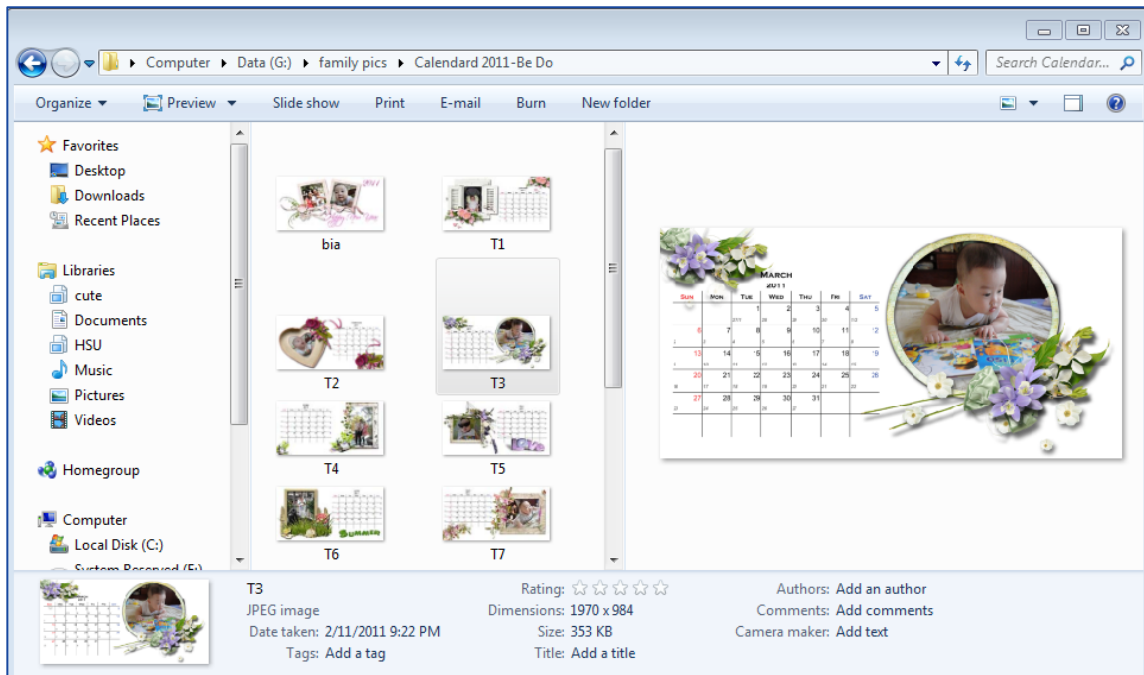 Computer ▸ Data (G:) ▸ family pics ▸ Calendard 2011-Be Do
Search Calendar...
Organize Preview Slide show Print E-mail Burn New folder
Favorites
Desktop
Downloads
Recent Places
Libraries
cute
Documents
HSU
Music
Pictures
Videos
Homegroup
Computer
Local Disk (C:)
System Reserved (F:)
bia T1
T2 T3
T4 T5
SUMMER
T6 T7
MARCH
2011
SUN MON TUE WED THU FRI SAT
1 2 3 4 5
6 7 8 9 10 11 12
13 14 15 16 17 18 19
20 21 22 23 24 25 26
27 28 29 30 31
T3
JPEG image
Date taken: 2/11/2011 9:22 PM
Tags: Add a tag
Rating:
Dimensions: 1970 x 984
Size: 353 KB
Title: Add a title
Authors: Add an author
Comments: Add comments
Camera maker: Add text